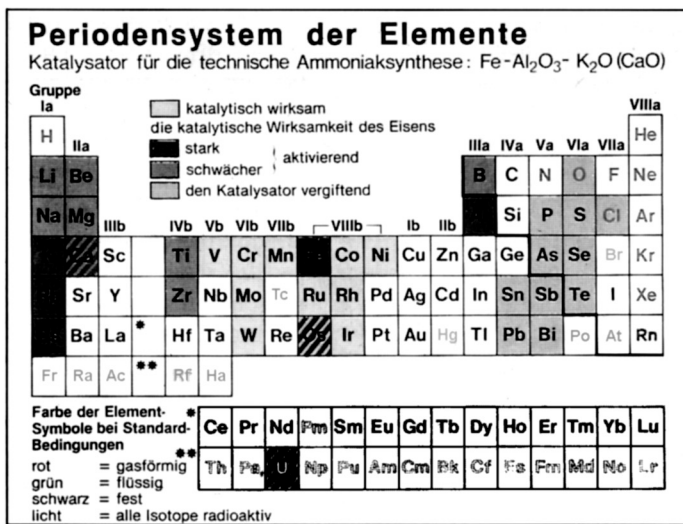 Periodensystem der Elemente
Katalysator für die technische Ammoniaksynthese: Fe-Al₂O₃-K₂O(CaO)
Gruppe
Ia
VIIIa
katalytisch wirksam
die katalytische Wirksamkeit des Eisens
stark
aktivierend
schwächer
den Katalysator vergiftend
H
IIa
IIIa IVa Va VIa VIIa
He
Li Be
B C N O F Ne
Na Mg
IIIb IVb Vb VIb VIIb VIIIb Ib IIb
Si P S Cl Ar
Sc Ti V Cr Mn Co Ni Cu Zn Ga Ge As Se Br Kr
Sr Y Zr Nb Mo Tc Ru Rh Pd Ag Cd In Sn Sb Te I Xe
Ba La * Hf Ta W Re Os Ir Pt Au Hg Tl Pb Bi Po At Rn
Fr Ra Ac ** Rf Ha
Farbe der Element- *
Symbole bei Standard-
Bedingungen **
Ce Pr Nd Pm Sm Eu Gd Tb Dy Ho Er Tm Yb Lu
Th U Np Pu Am Cm Bk Cf Es Fm Md No Lr
rot = gasförmig
grün = flüssig
schwarz = fest
licht = alle Isotope radioaktiv